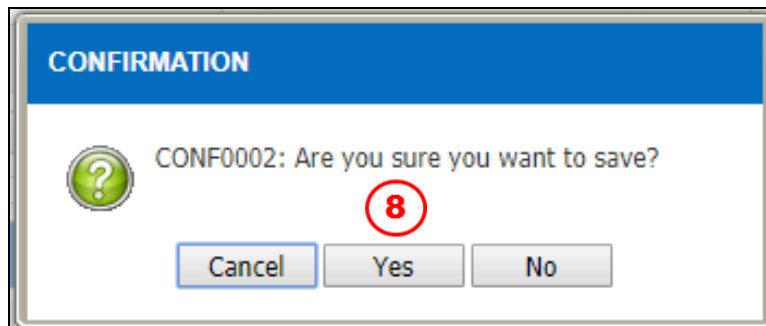 CONFIRMATION
CONF0002: Are you sure you want to save?
8
Cancel Yes No